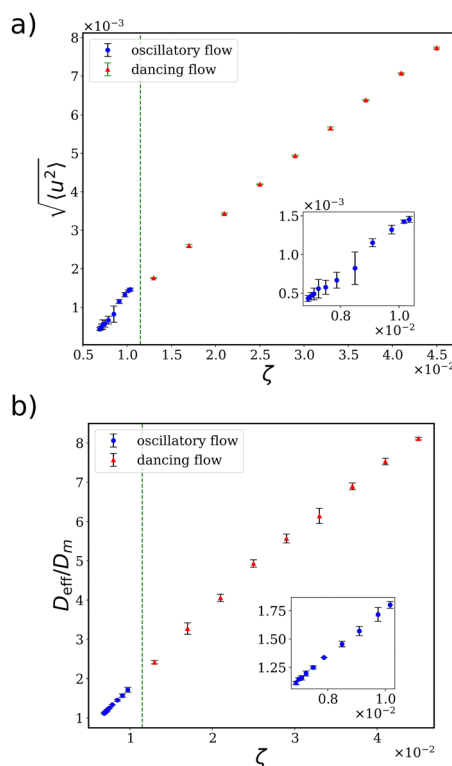 a)
×10⁻³
8
7
6
5
4
3
2
1
√⟨u²⟩
oscillatory flow
dancing flow
×10⁻³
1.5
1.0
0.5
0.8 1.0
×10⁻²
0.5 1.0 1.5 2.0 2.5 3.0 3.5 4.0 4.5
×10⁻²
ζ
b)
8
7
6
5
4
3
2
1
D_eff/D_m
oscillatory flow
dancing flow
1.75
1.50
1.25
0.8 1.0
×10⁻²
1 2 3 4
×10⁻²
ζ